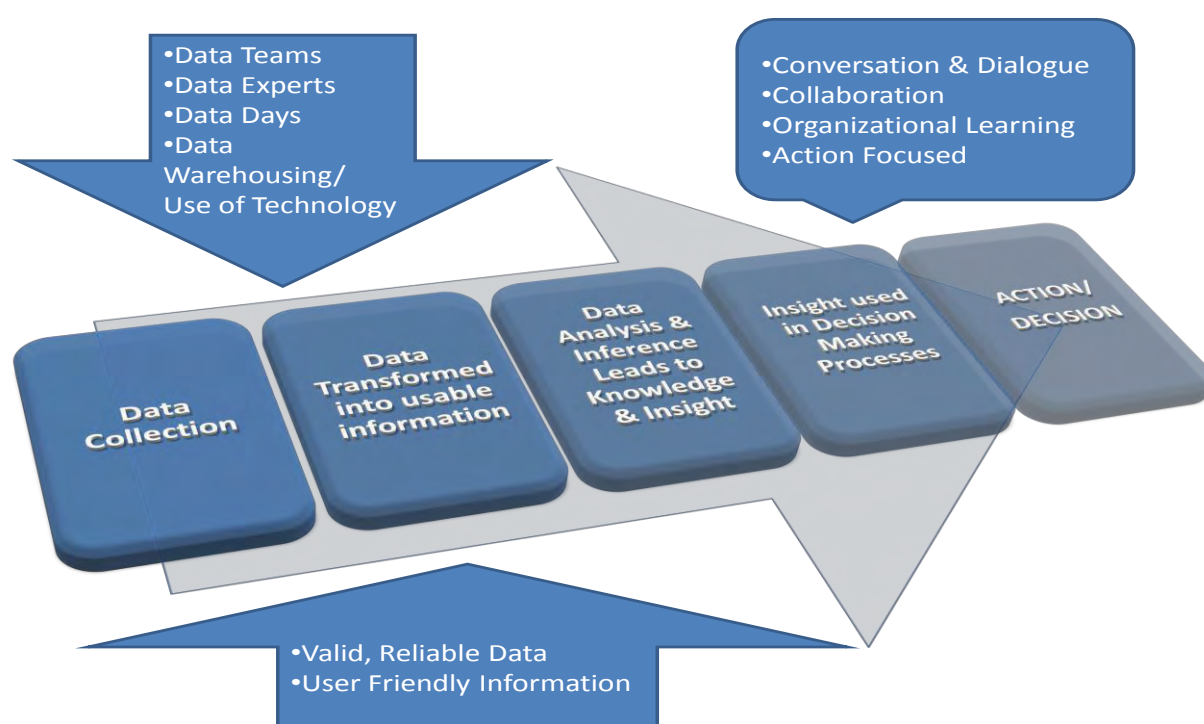 •Data Teams
•Data Experts
•Data Days
•Data
Warehousing/
Use of Technology
•Conversation & Dialogue
•Collaboration
•Organizational Learning
•Action Focused
Data
Collection
Data
Transformed
into usable
information
Data
Analysis &
Inference
Leads to
Knowledge
& Insight
Insight used
in Decision
Making
Processes
ACTION/
DECISION
•Valid, Reliable Data
•User Friendly Information